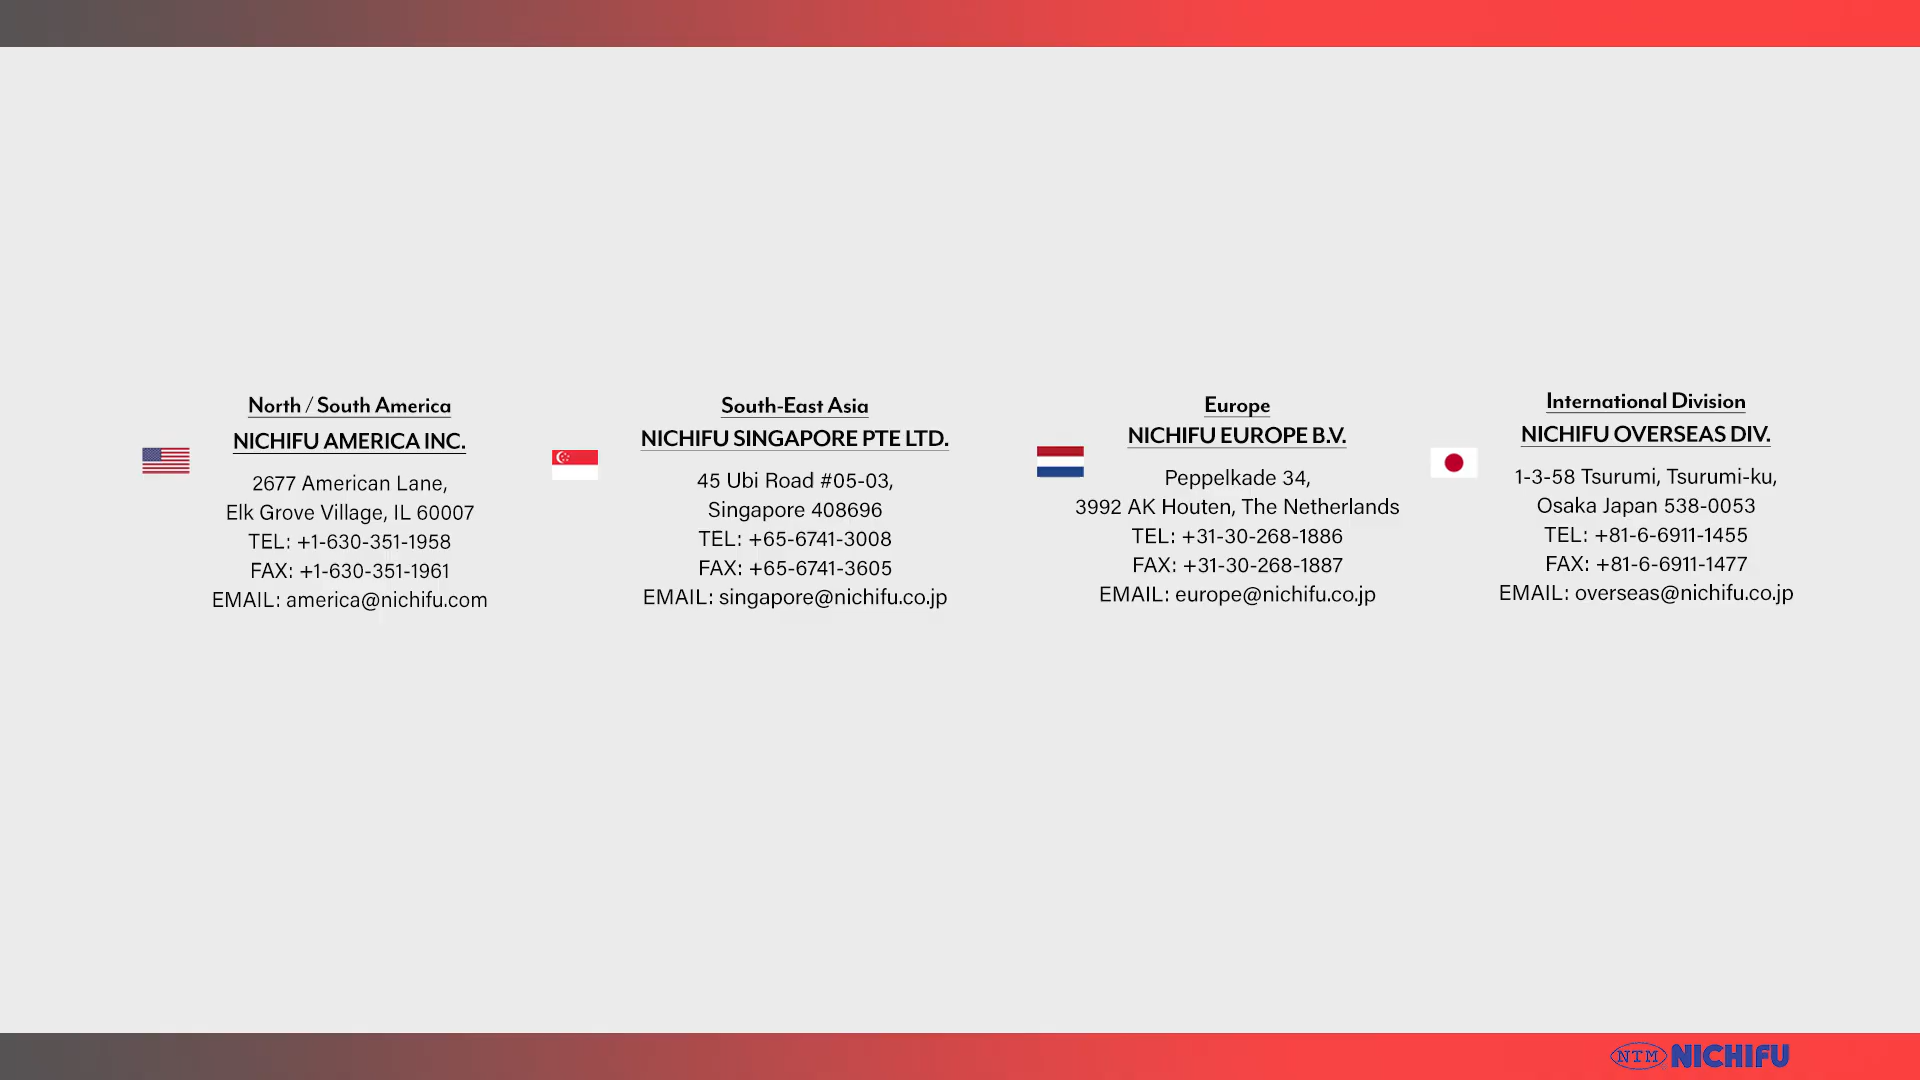 North / South America
NICHIFU AMERICA INC.
2677 American Lane,
Elk Grove Village, IL 60007
TEL: +1-630-351-1958
FAX: +1-630-351-1961
EMAIL: america@nichifu.com
South-East Asia
NICHIFU SINGAPORE PTE LTD.
45 Ubi Road #05-03,
Singapore 408696
TEL: +65-6741-3008
FAX: +65-6741-3605
EMAIL: singapore@nichifu.co.jp
Europe
NICHIFU EUROPE B.V.
Peppelkade 34,
3992 AK Houten, The Netherlands
TEL: +31-30-268-1886
FAX: +31-30-268-1887
EMAIL: europe@nichifu.co.jp
International Division
NICHIFU OVERSEAS DIV.
1-3-58 Tsurumi, Tsurumi-ku,
Osaka Japan 538-0053
TEL: +81-6-6911-1455
FAX: +81-6-6911-1477
EMAIL: overseas@nichifu.co.jp
NTM NICHIFU